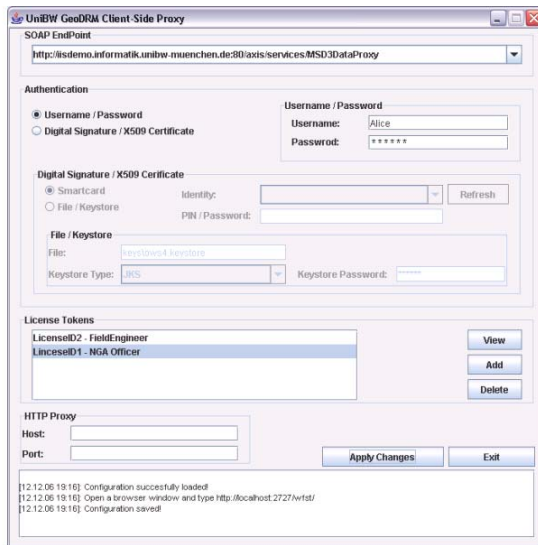 UniBW GeoDRM Client-Side Proxy
SOAP EndPoint
http://iisdemo.informatik.unibw-muenchen.de:80/axis/services/MSD3DataProxy
Authentication
Username / Password
Digital Signature / X509 Certificate
Username / Password
Username: Alice
Passwrod: ******
Digital Signature / X509 Cerificate
Smartcard
File / Keystore
Identity:
Refresh
PIN / Password:
File / Keystore
File: keys\ows4.keystore
Keystore Type: JKS
Keystore Password: ******
License Tokens
LicenseID2 - FieldEngineer
LinceseID1 - NGA Officer
View
Add
Delete
HTTP Proxy
Host:
Port:
Apply Changes
Exit
[12.12.06 19:16]: Configuration succesfully loaded!
[12.12.06 19:16]: Open a browser window and type http://localhost:2727/wfst/
[12.12.06 19:16]: Configuration saved!